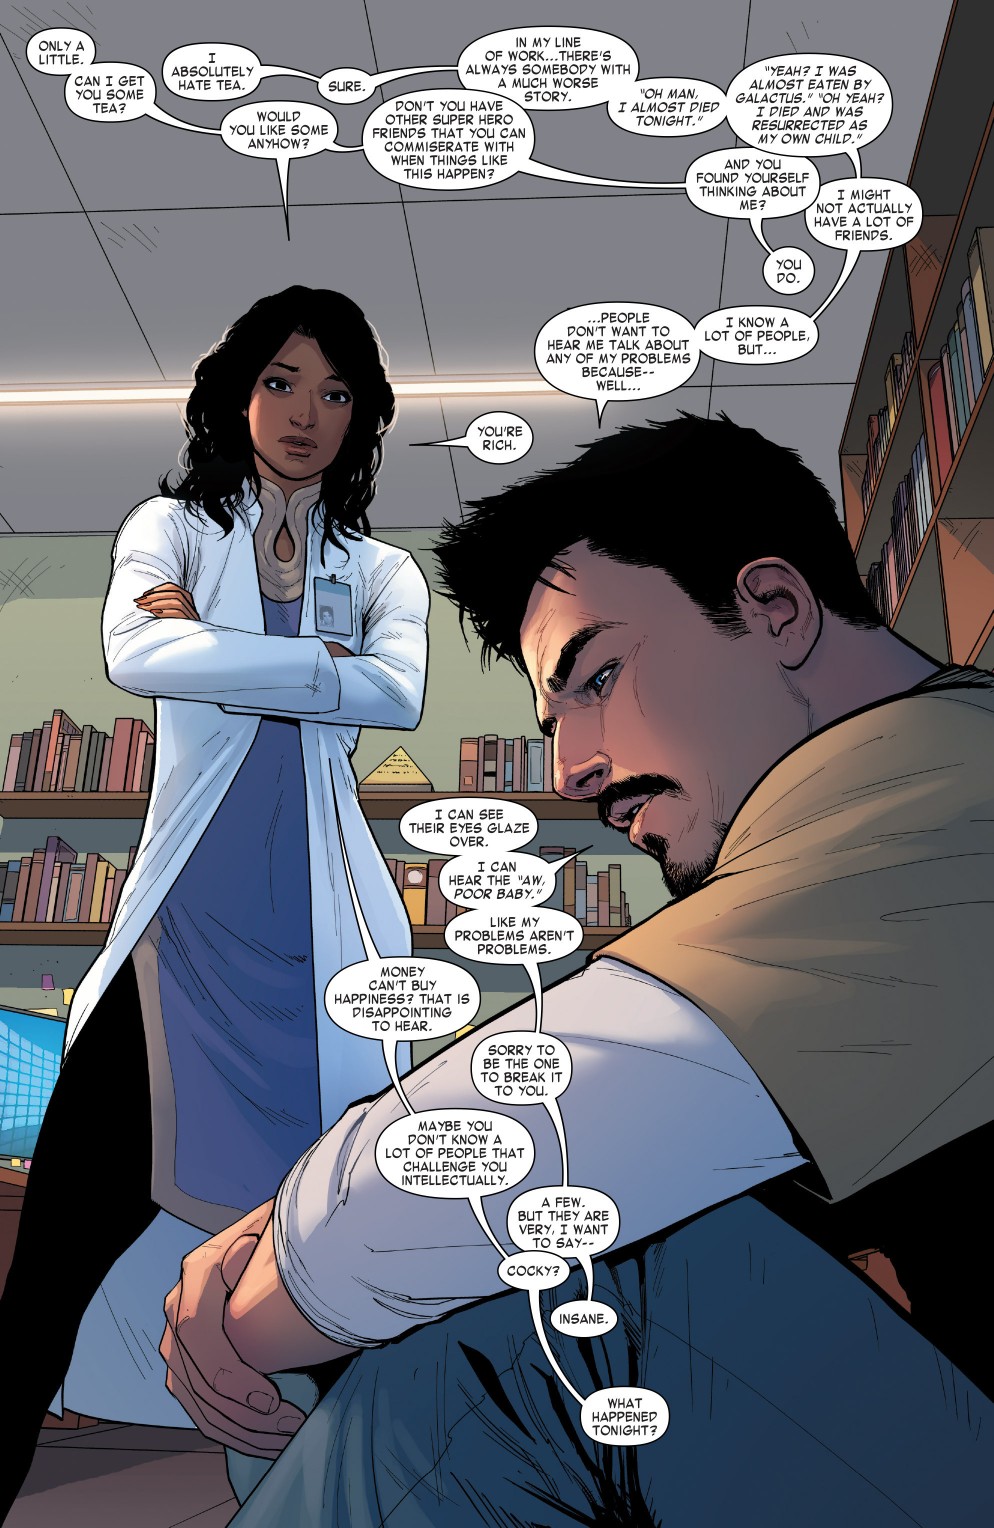 ONLY A
LITTLE.
CAN I GET
YOU SOME
TEA?
I
ABSOLUTELY
HATE TEA.
WOULD
YOU LIKE SOME
ANYHOW?
SURE.
DON'T YOU HAVE
OTHER SUPER HERO
FRIENDS THAT YOU CAN
COMMISERATE WITH
WHEN THINGS LIKE
THIS HAPPEN?
IN MY LINE
OF WORK...THERE'S
ALWAYS SOMEBODY WITH
A MUCH WORSE
STORY.
"OH MAN,
I ALMOST DIED
TONIGHT."
"YEAH? I WAS
ALMOST EATEN BY
GALACTUS." "OH YEAH?
I DIED AND WAS
RESURRECTED AS
MY OWN CHILD."
AND YOU
FOUND YOURSELF
THINKING ABOUT
ME?
YOU
DO.
I MIGHT
NOT ACTUALLY
HAVE A LOT OF
FRIENDS.
I KNOW A
LOT OF PEOPLE,
BUT...
...PEOPLE
DON'T WANT TO
HEAR ME TALK ABOUT
ANY OF MY PROBLEMS
BECAUSE--
WELL...
YOU'RE
RICH.
I CAN SEE
THEIR EYES GLAZE
OVER.
I CAN
HEAR THE "AW,
POOR BABY."
LIKE MY
PROBLEMS AREN'T
PROBLEMS.
MONEY
CAN'T BUY
HAPPINESS? THAT IS
DISAPPOINTING
TO HEAR.
SORRY TO
BE THE ONE
TO BREAK IT
TO YOU.
MAYBE YOU
DON'T KNOW A
LOT OF PEOPLE THAT
CHALLENGE YOU
INTELLECTUALLY.
A FEW.
BUT THEY ARE
VERY, I WANT
TO SAY--
COCKY?
INSANE.
WHAT
HAPPENED
TONIGHT?